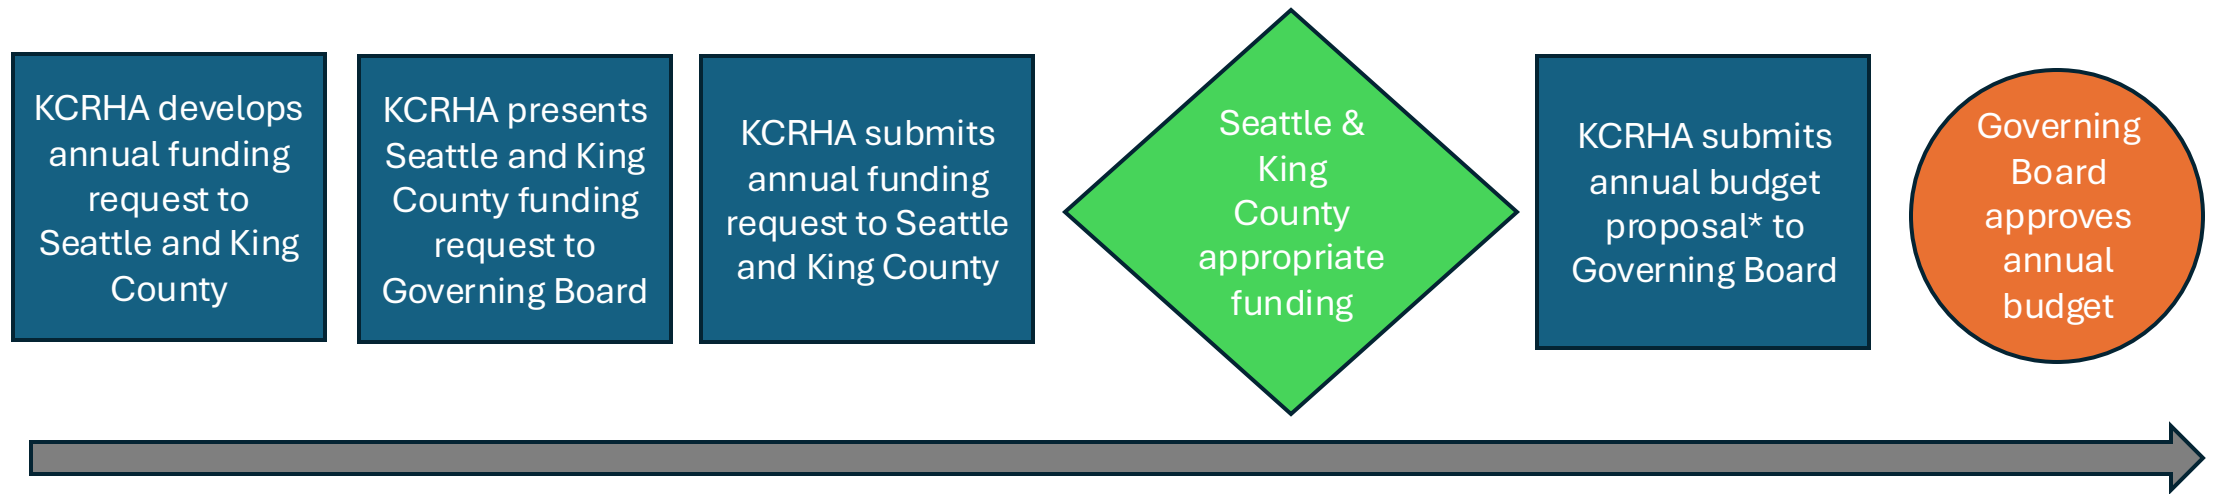 KCRHA develops
annual funding
request to
Seattle and King
County
KCRHA presents
Seattle and King
County funding
request to
Governing Board
KCRHA submits
annual funding
request to Seattle
and King County
Seattle &
King
County
appropriate
funding
KCRHA submits
annual budget
proposal* to
Governing Board
Governing
Board
approves
annual
budget